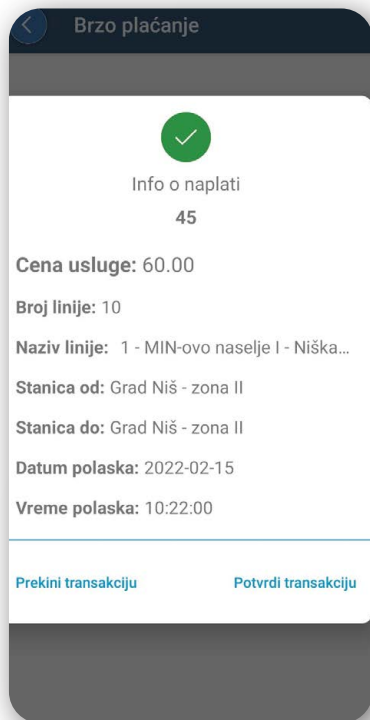 Brzo plaćanje
Info o naplati
45
Cena usluge: 60.00
Broj linije: 10
Naziv linije: 1 - MIN-ovo naselje I - Niška...
Stanica od: Grad Niš - zona II
Stanica do: Grad Niš - zona II
Datum polaska: 2022-02-15
Vreme polaska: 10:22:00
Prekini transakciju Potvrdi transakciju